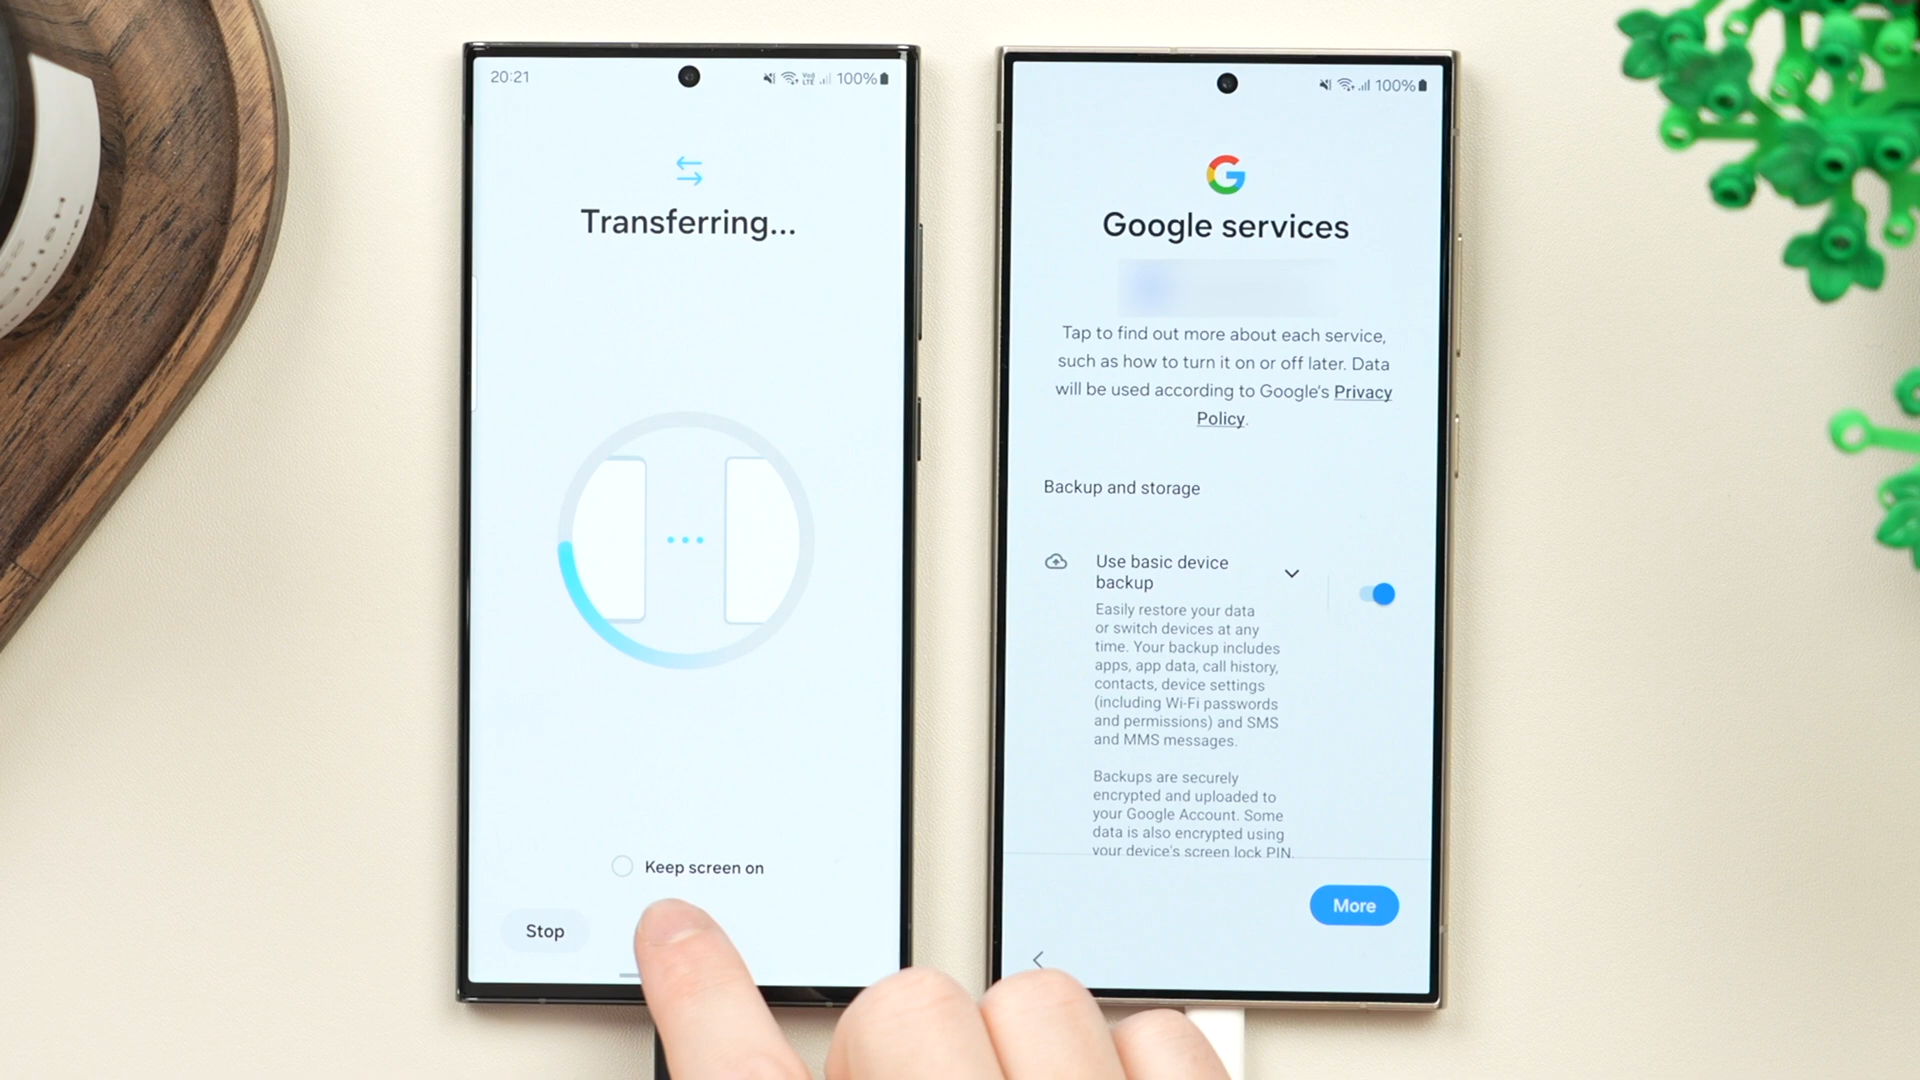 20:21
100%
Transferring...
Keep screen on
Stop
100%
Google services
Tap to find out more about each service,
such as how to turn it on or off later. Data
will be used according to Google's Privacy
Policy.
Backup and storage
Use basic device
backup
Easily restore your data
or switch devices at any
time. Your backup includes
apps, app data, call history,
contacts, device settings
(including Wi-Fi passwords
and permissions) and SMS
and MMS messages.
Backups are securely
encrypted and uploaded to
your Google Account. Some
data is also encrypted using
your device's screen lock PIN.
More